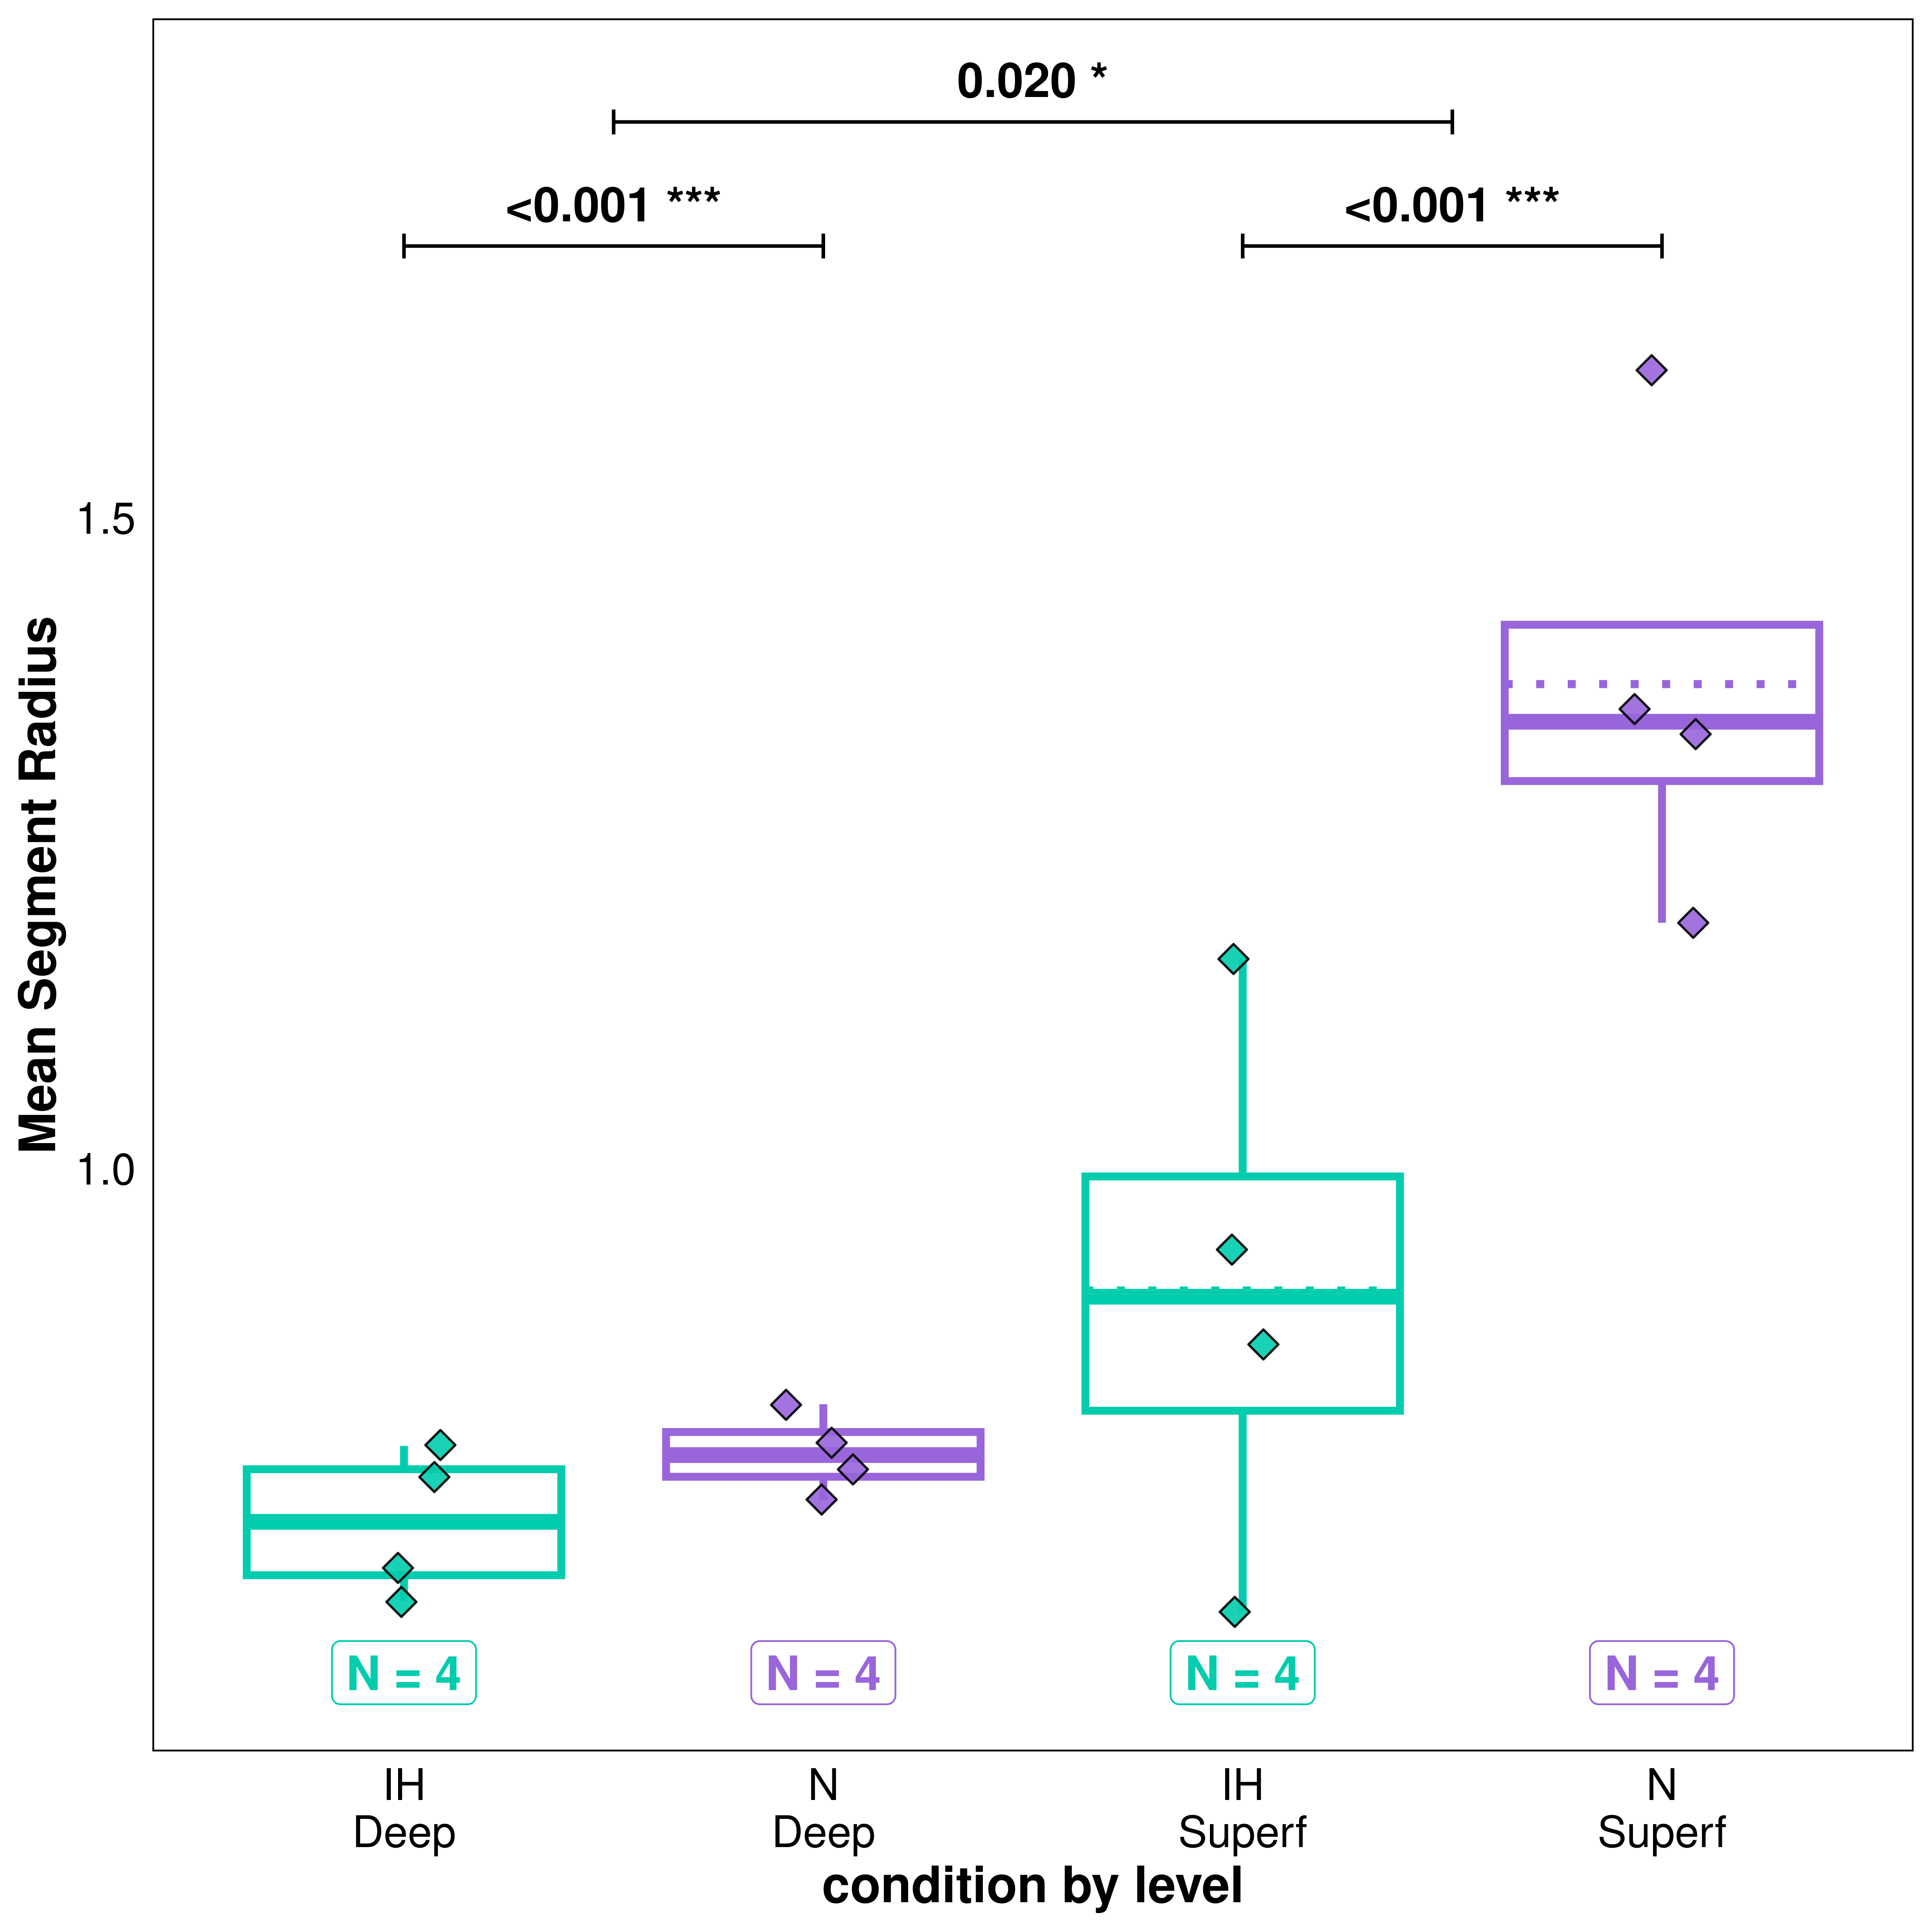 0.020 *
<0.001 ***
<0.001 ***
1.5
1.0
Mean Segment Radius
N = 4
N = 4
N = 4
N = 4
IH
Deep
N
Deep
IH
Superf
N
Superf
condition by level